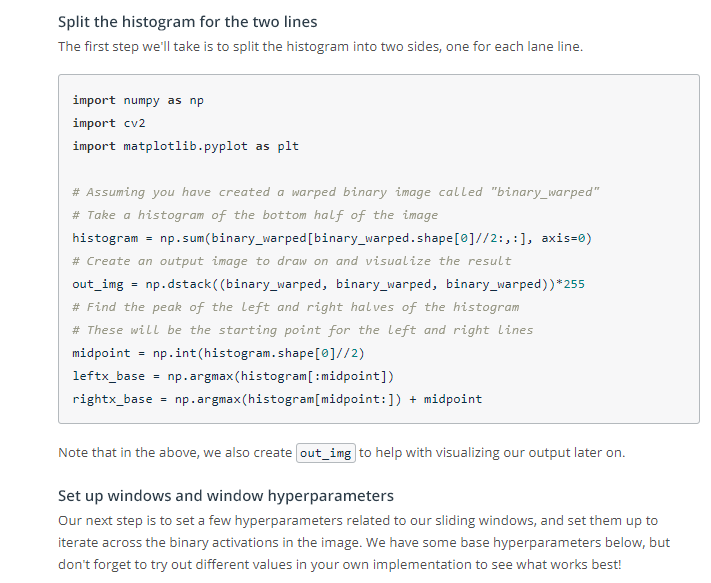 Split the histogram for the two lines
The first step we'll take is to split the histogram into two sides, one for each lane line.
import numpy as np
import cv2
import matplotlib.pyplot as plt
# Assuming you have created a warped binary image called "binary_warped"
# Take a histogram of the bottom half of the image
histogram = np.sum(binary_warped[binary_warped.shape[0]//2:,:], axis=0)
# Create an output image to draw on and visualize the result
out_img = np.dstack((binary_warped, binary_warped, binary_warped))*255
# Find the peak of the left and right halves of the histogram
# These will be the starting point for the left and right lines
midpoint = np.int(histogram.shape[0]//2)
leftx_base = np.argmax(histogram[:midpoint])
rightx_base = np.argmax(histogram[midpoint:]) + midpoint
Note that in the above, we also create out_img to help with visualizing our output later on.
Set up windows and window hyperparameters
Our next step is to set a few hyperparameters related to our sliding windows, and set them up to
iterate across the binary activations in the image. We have some base hyperparameters below, but
don't forget to try out different values in your own implementation to see what works best!